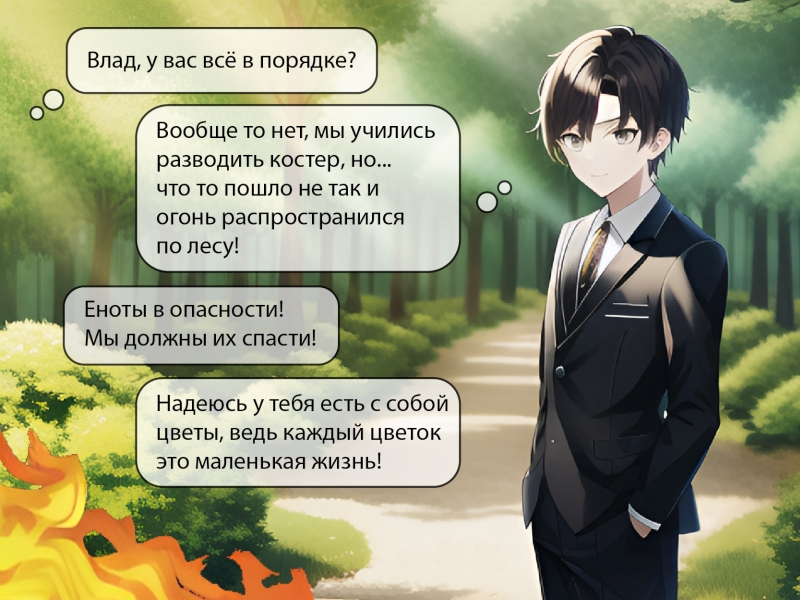 Влад, у вас всё в порядке?
Вообще то нет, мы учились
разводить костер, но...
что то пошло не так и
огонь распространился
по лесу!
Еноты в опасности!
Мы должны их спасти!
Надеюсь у тебя есть с собой
цветы, ведь каждый цветок
это маленькая жизнь!